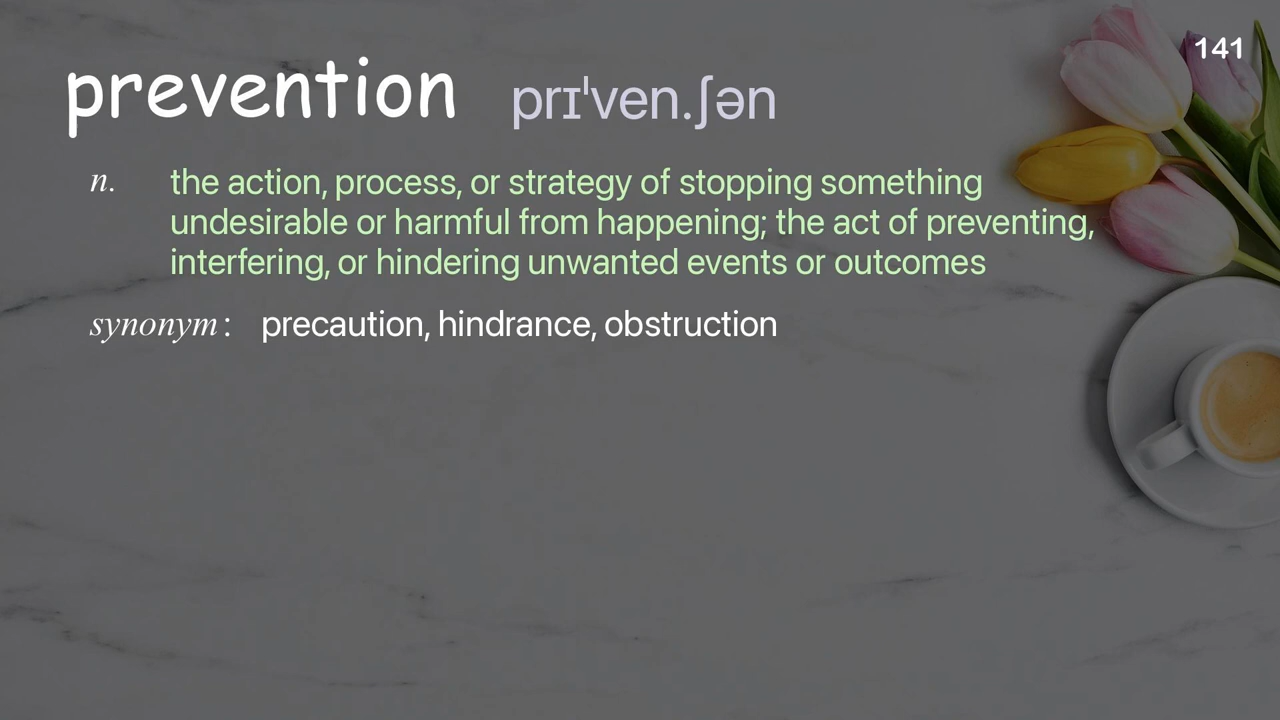 141
prevention prɪˈven.ʃən
n. the action, process, or strategy of stopping something
undesirable or harmful from happening; the act of preventing,
interfering, or hindering unwanted events or outcomes
synonym: precaution, hindrance, obstruction